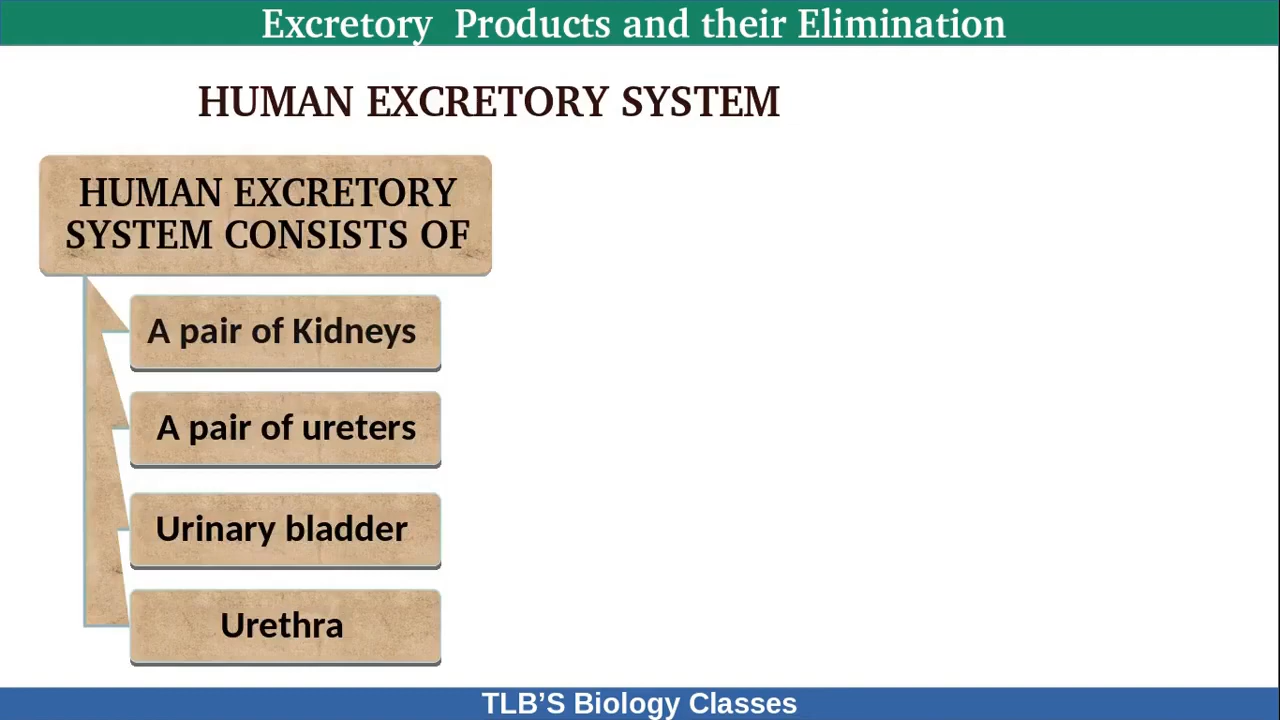 Excretory  Products and their Elimination
HUMAN EXCRETORY SYSTEM
HUMAN EXCRETORY
SYSTEM CONSISTS OF
A pair of Kidneys
A pair of ureters
Urinary bladder
Urethra
TLB’S Biology Classes